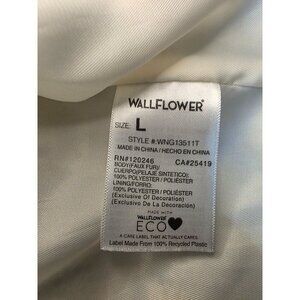 WALLFLOWER®
SIZE: L
STYLE #:WNG13511T
MADE IN CHINA / HECHO EN CHINA
RN#120246 CA#25419
BODY(FAUX FUR)/
CUERPO(PELAJE SINTETICO):
100% POLYESTER / POLIÉSTER
LINING/FORRO:
100% POLYESTER / POLIÉSTER
(Exclusive Of Decoration) /
(Exclusivo De La Decoración)
MADE WITH
WALLFLOWER
ECO
A CARE LABEL THAT ACTUALLY CARES.
Label Made From 100% Recycled Plastic